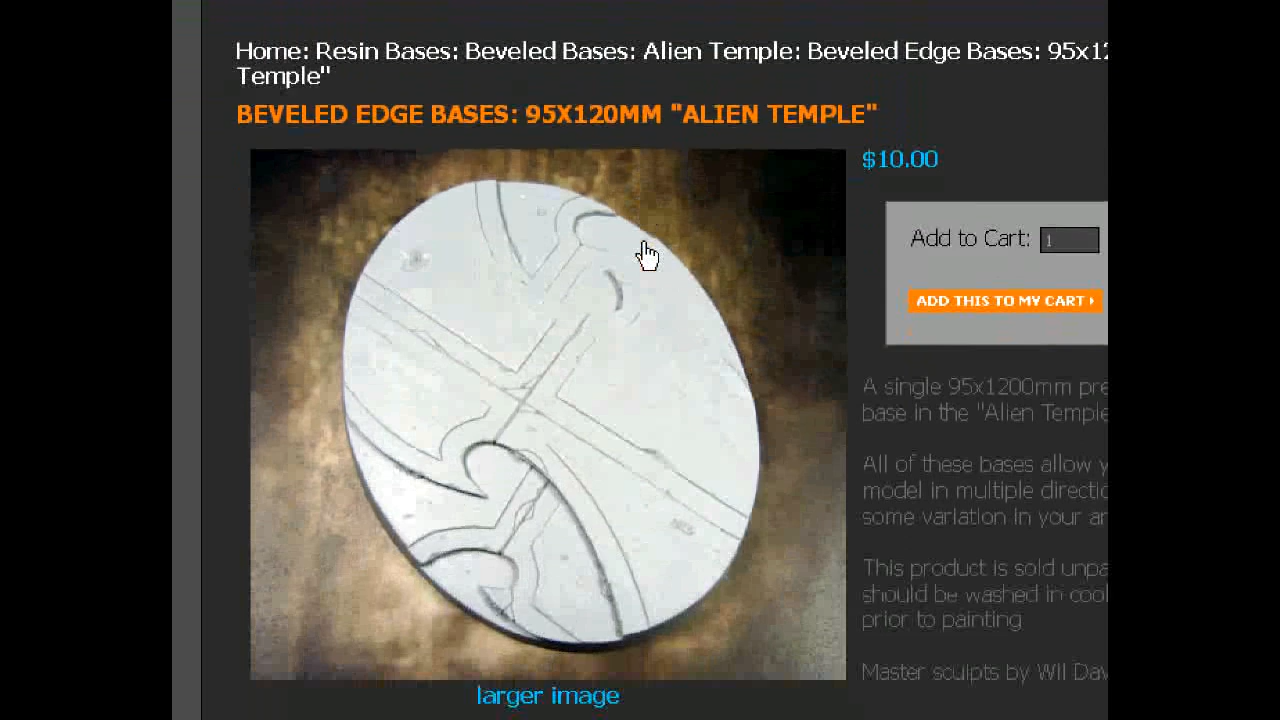 Home: Resin Bases: Beveled Bases: Alien Temple: Beveled Edge Bases: 95x12
Temple"
BEVELED EDGE BASES: 95X120MM "ALIEN TEMPLE"
$10.00
Add to Cart: 1
ADD THIS TO MY CART
larger image
A single 95x1200mm pre
base in the "Alien Temple
All of these bases allow y
model in multiple directio
some variation in your ar
This product is sold unpa
should be washed in cool
prior to painting
Master sculpts by Wil Dav